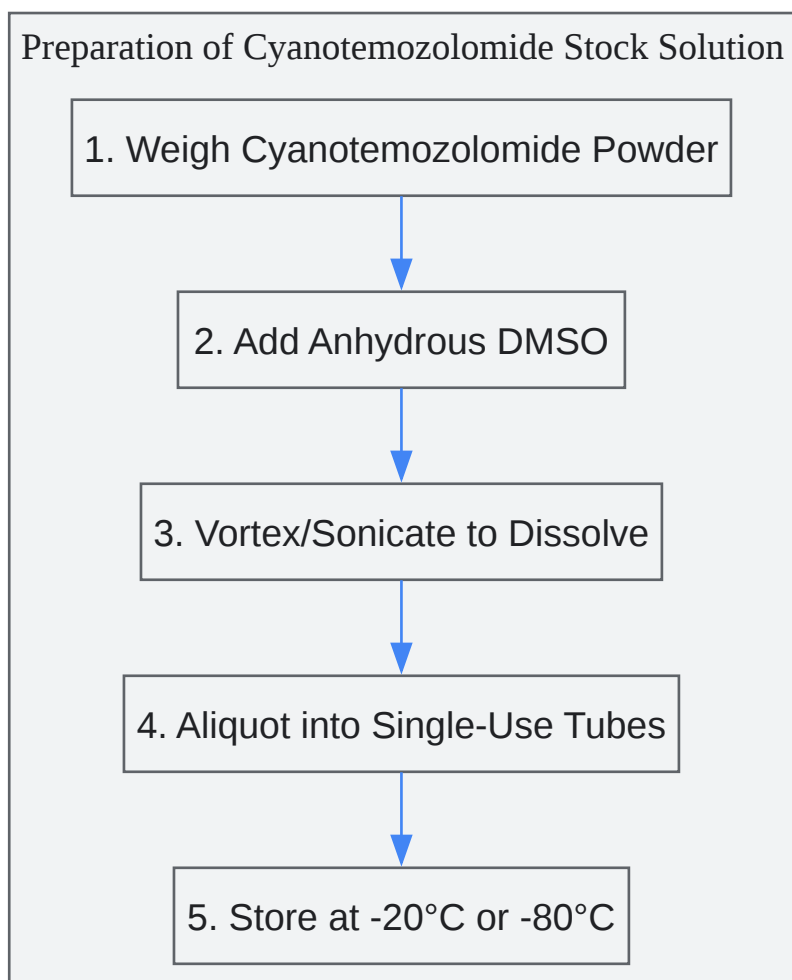 Preparation of Cyanotemozolomide Stock Solution
1. Weigh Cyanotemozolomide Powder
2. Add Anhydrous DMSO
3. Vortex/Sonicate to Dissolve
4. Aliquot into Single-Use Tubes
5. Store at -20°C or -80°C